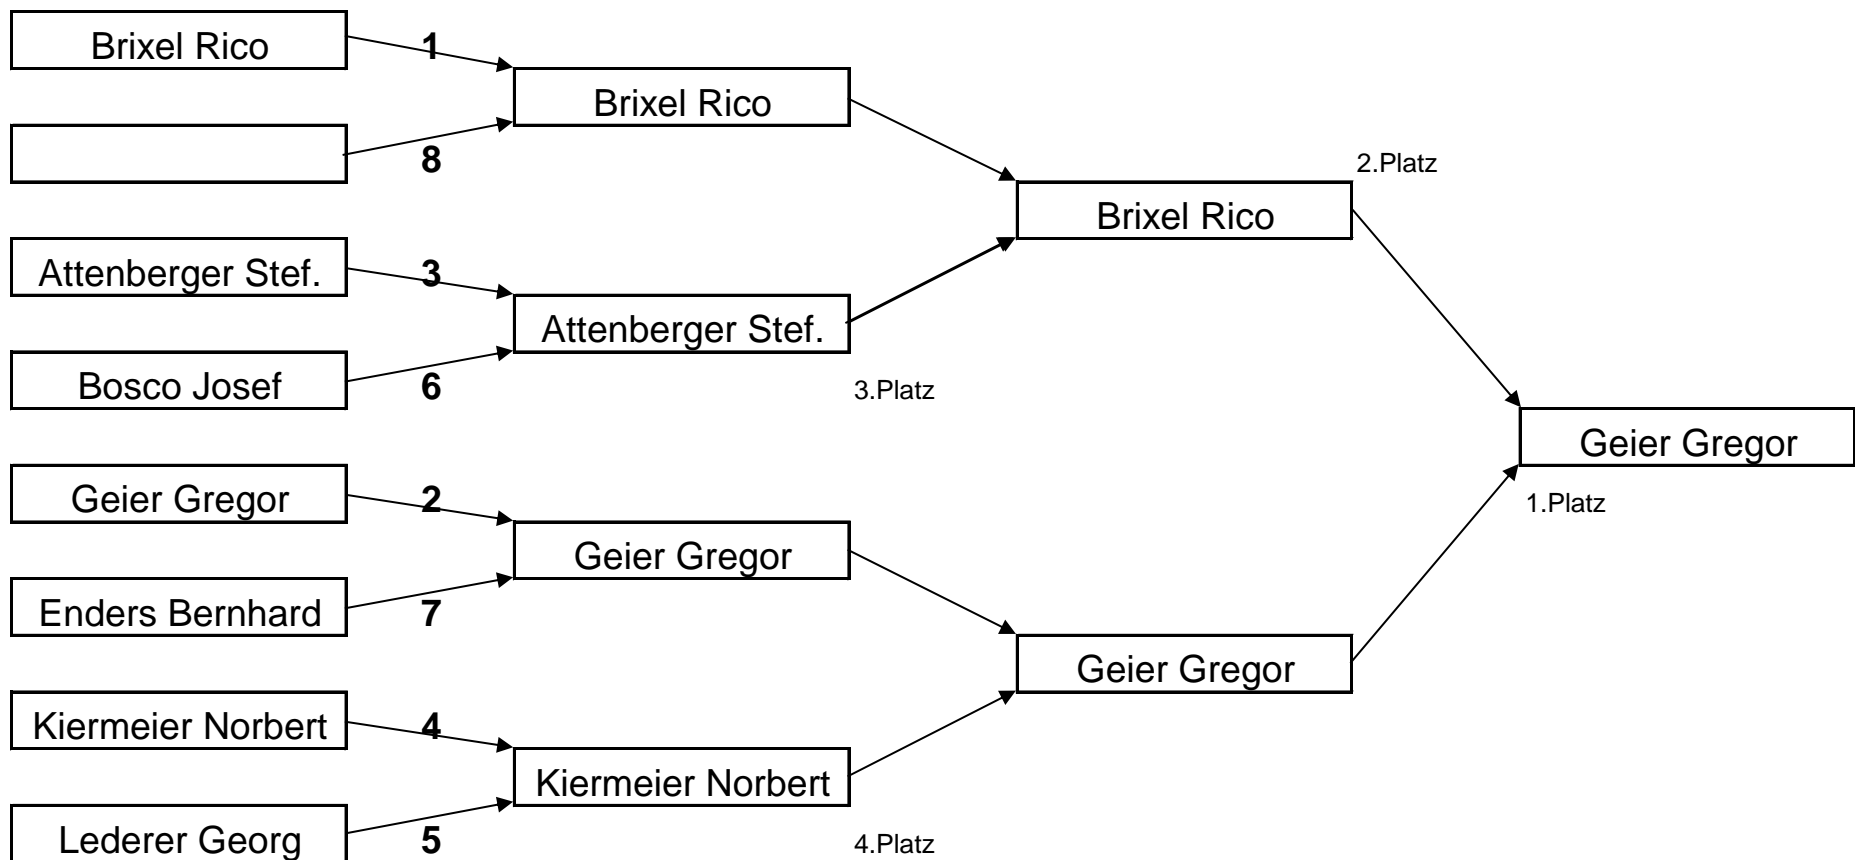 Brixel Rico
1
Brixel Rico
8
2.Platz
Brixel Rico
Attenberger Stef.
3
Attenberger Stef.
Bosco Josef
6
3.Platz
Geier Gregor
Geier Gregor
2
1.Platz
Geier Gregor
Enders Bernhard
7
Geier Gregor
Kiermeier Norbert
4
Kiermeier Norbert
Lederer Georg
5
4.Platz